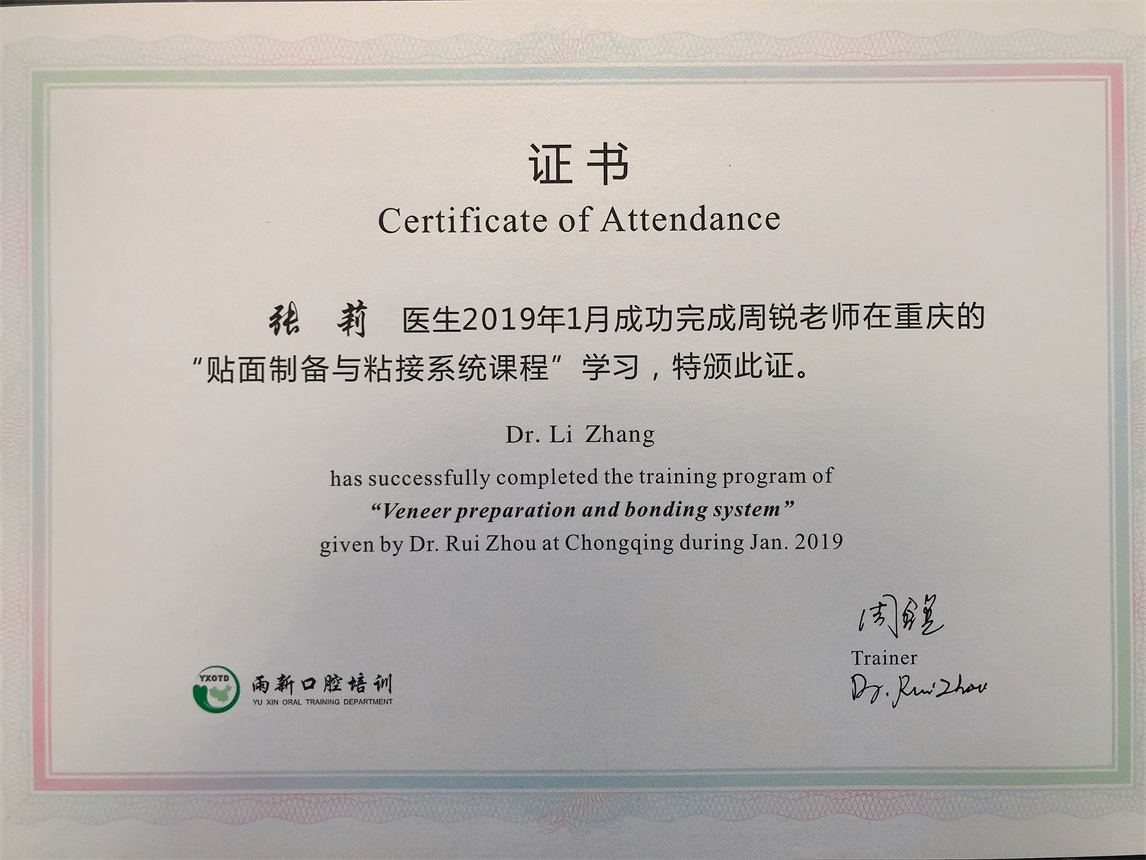 证书
Certificate of Attendance
张 莉 医生2019年1月成功完成周锐老师在重庆的
“贴面制备与粘接系统课程”学习，特颁此证。
Dr. Li Zhang
has successfully completed the training program of
“Veneer preparation and bonding system”
given by Dr. Rui Zhou at Chongqing during Jan. 2019
周锐
Trainer
Dr. Rui Zhou
YXOTD
雨新口腔培训
YU XIN ORAL TRAINING DEPARTMENT